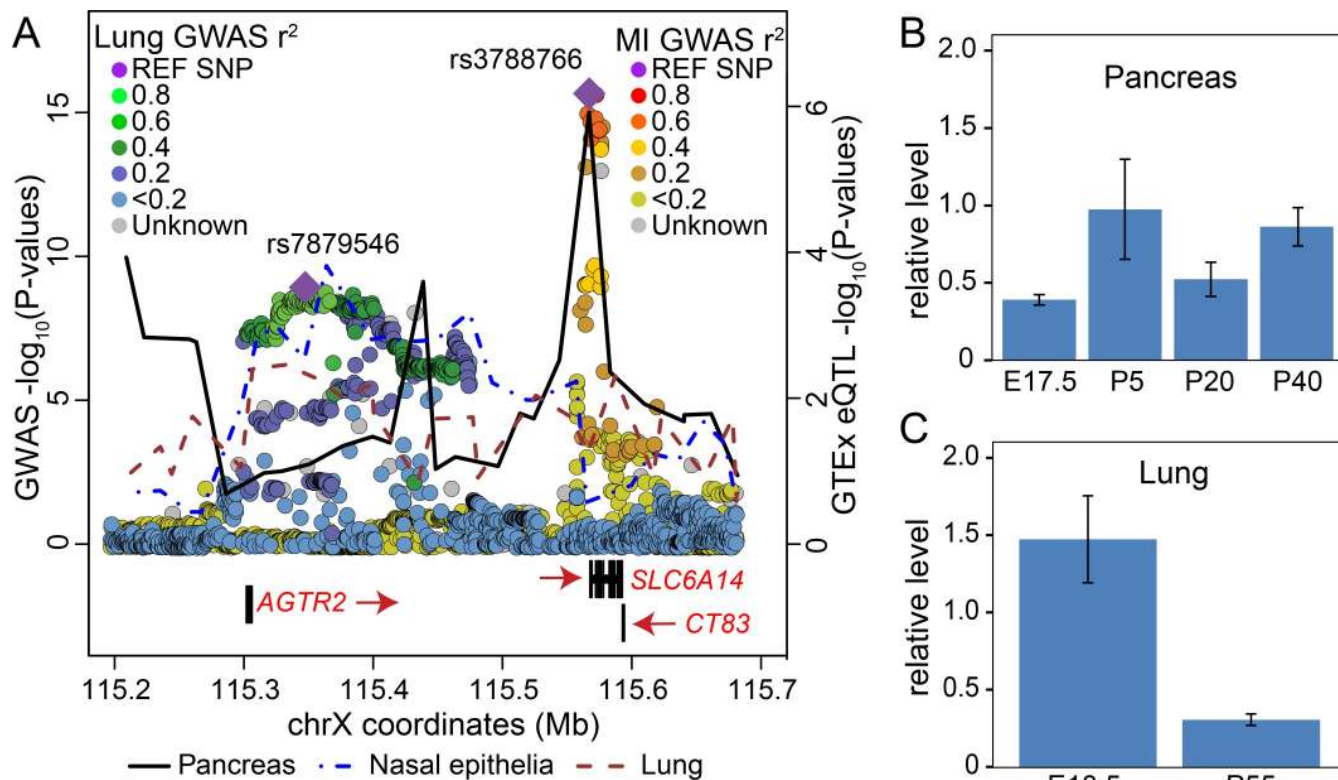 A
Lung GWAS r2
REF SNP
0.8
0.6
0.4
0.2
<0.2
Unknown
rs3788766
MI GWAS r2
REF SNP
0.8
0.6
0.4
0.2
<0.2
Unknown
rs7879546
GWAS -log10(P-values)
15
10
5
0
GTEx eQTL -log10(P-values)
6
4
2
0
AGTR2
SLC6A14
CT83
115.2 115.3 115.4 115.5 115.6 115.7
chrX coordinates (Mb)
Pancreas Nasal epithelia Lung
B
Pancreas
relative level
2.0
1.5
1.0
0.5
0
E17.5 P5 P20 P40
C
Lung
relative level
2.0
1.5
1.0
0.5
0